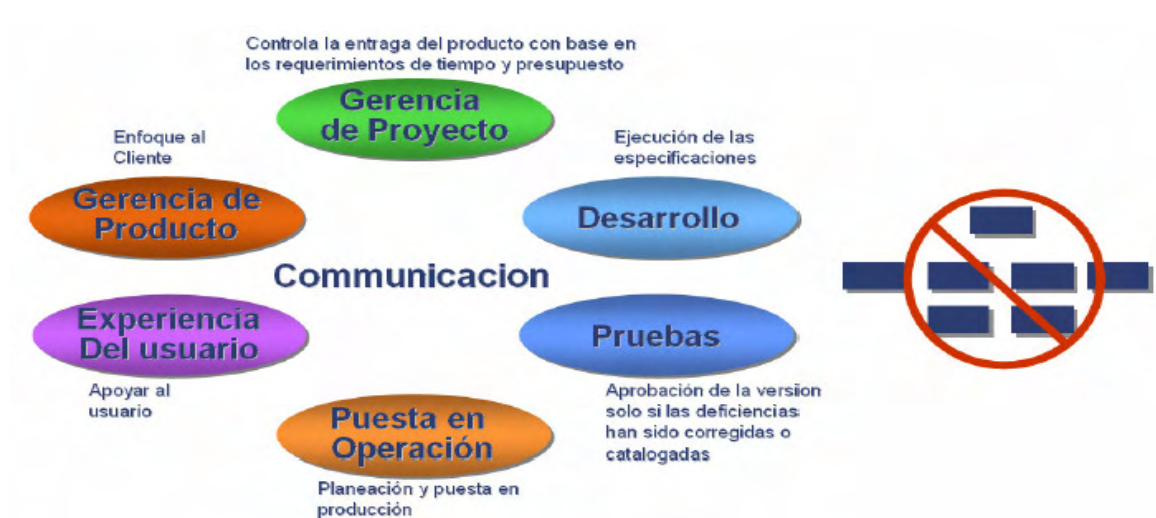 Controla la entraga del producto con base en
los requerimientos de tiempo y presupuesto
Gerencia
de Proyecto
Enfoque al
Cliente
Gerencia de
Producto
Ejecución de las
especificaciones
Desarrollo
Communicacion
Experiencia
Del usuario
Apoyar al
usuario
Pruebas
Aprobación de la version
solo si las deficiencias
han sido corregidas o
catalogadas
Puesta en
Operación
Planeación y puesta en
producción